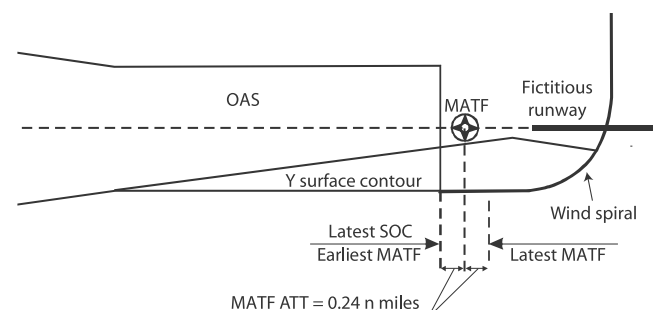 Fictitious
runway
OAS
MATF
Y surface contour
Wind spiral
Latest SOC
Earliest MATF
Latest MATF
MATF ATT = 0.24 n miles